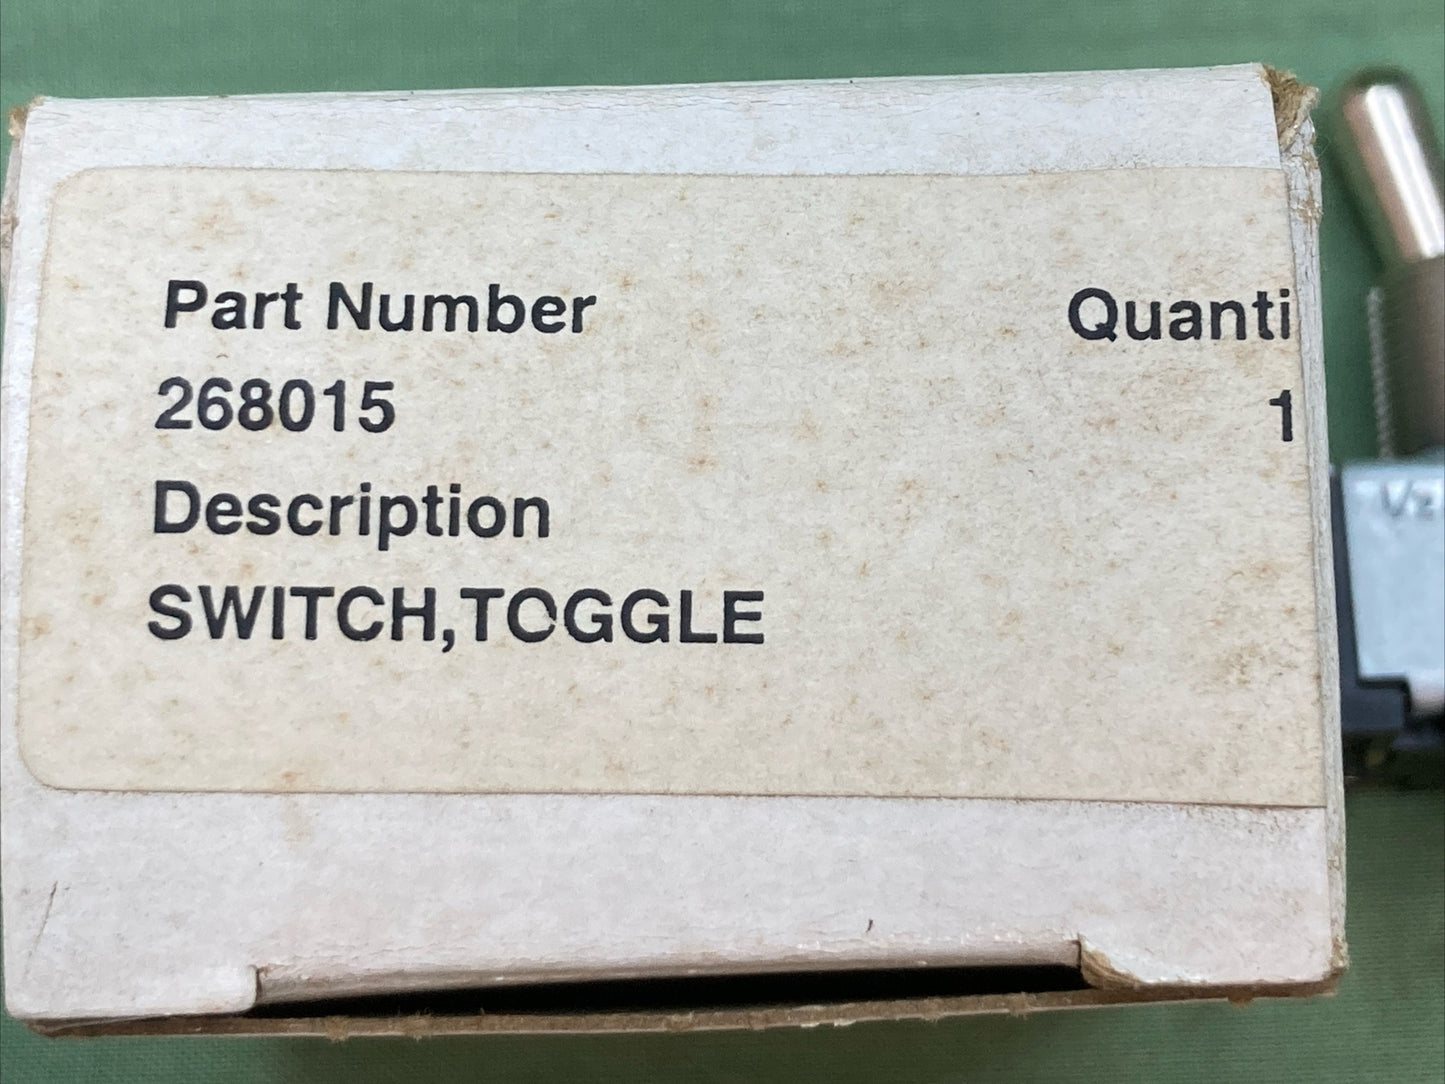 Part Number Quanti
268015 1
Description
SWITCH,TOGGLE